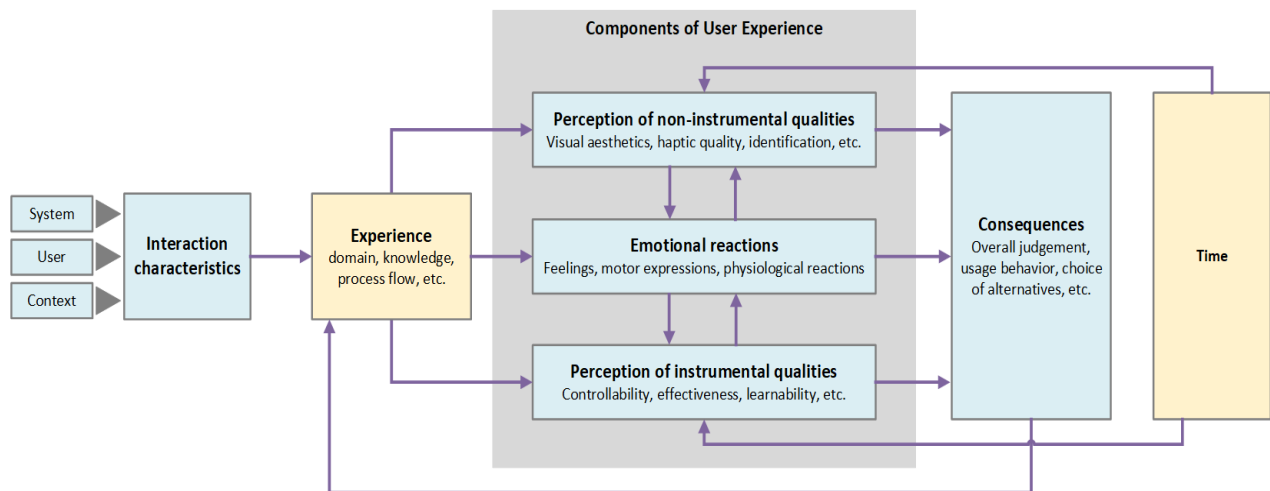 Components of User Experience
Perception of non-instrumental qualities
Visual aesthetics, haptic quality, identification, etc.
System
User
Context
Interaction
characteristics
Experience
domain, knowledge,
process flow, etc.
Emotional reactions
Feelings, motor expressions, physiological reactions
Perception of instrumental qualities
Controllability, effectiveness, learnability, etc.
Consequences
Overall judgement,
usage behavior, choice
of alternatives, etc.
Time